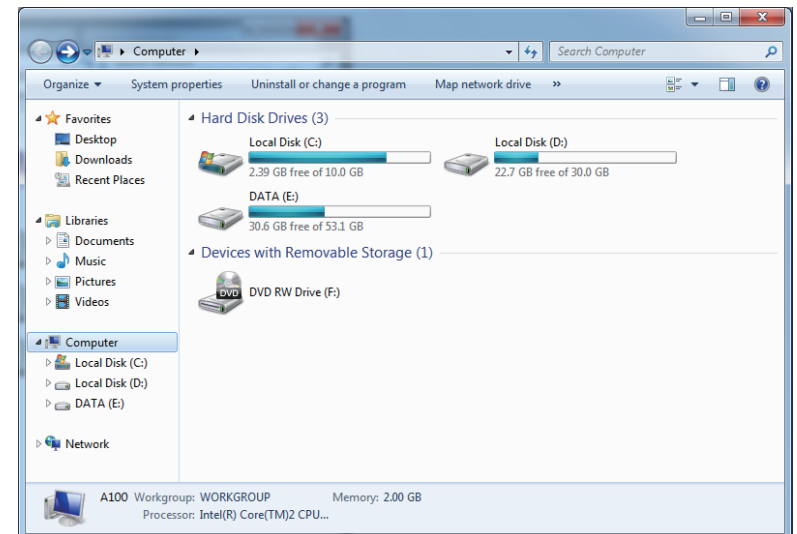 Computer
Search Computer
Organize System properties Uninstall or change a program Map network drive »
Favorites
Desktop
Downloads
Recent Places
Libraries
Documents
Music
Pictures
Videos
Computer
Local Disk (C:)
Local Disk (D:)
DATA (E:)
Network
Hard Disk Drives (3)
Local Disk (C:)
2.39 GB free of 10.0 GB
Local Disk (D:)
22.7 GB free of 30.0 GB
DATA (E:)
30.6 GB free of 53.1 GB
Devices with Removable Storage (1)
DVD
DVD RW Drive (F:)
A100 Workgroup: WORKGROUP Memory: 2.00 GB
Processor: Intel(R) Core(TM)2 CPU...